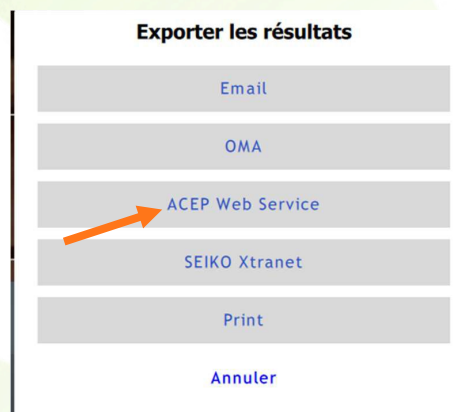 Exporter les résultats
Email
OMA
ACEP Web Service
SEIKO Xtranet
Print
Annuler